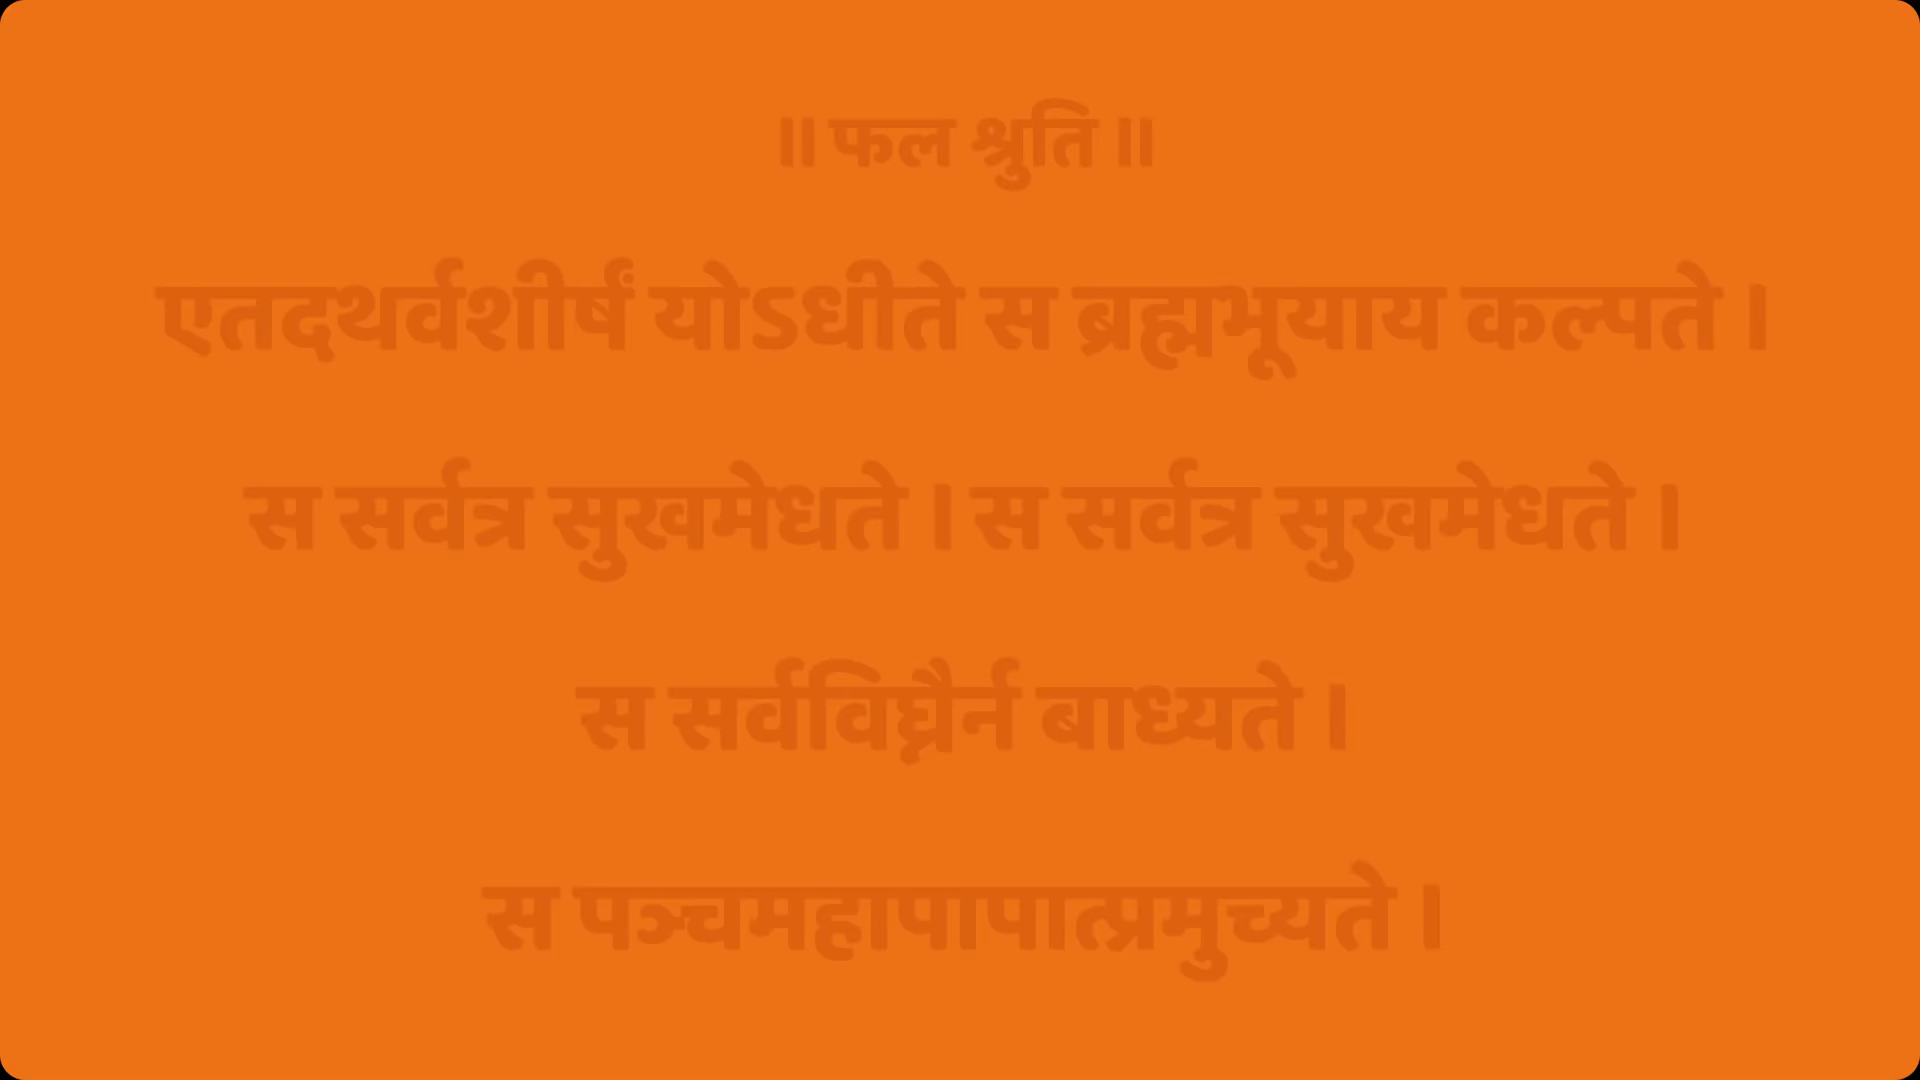 ॥ फल श्रुति ॥
एतदथर्वशीर्षं योऽधीते स ब्रह्मभूयाय कल्पते ।
स सर्वत्र सुखमेधते । स सर्वत्र सुखमेधते ।
स सर्वविघ्नैर्न बाध्यते ।
स पञ्चमहापापात्प्रमुच्यते ।